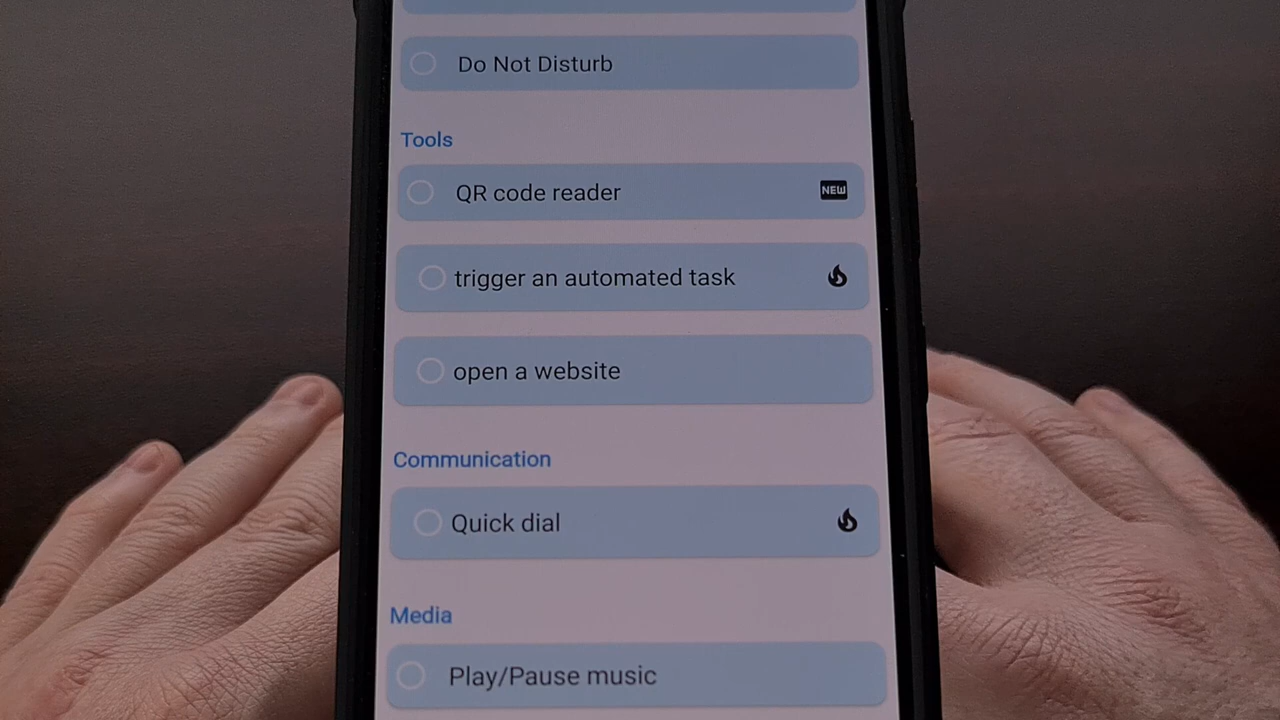 Do Not Disturb
Tools
QR code reader NEW
trigger an automated task
open a website
Communication
Quick dial
Media
Play/Pause music